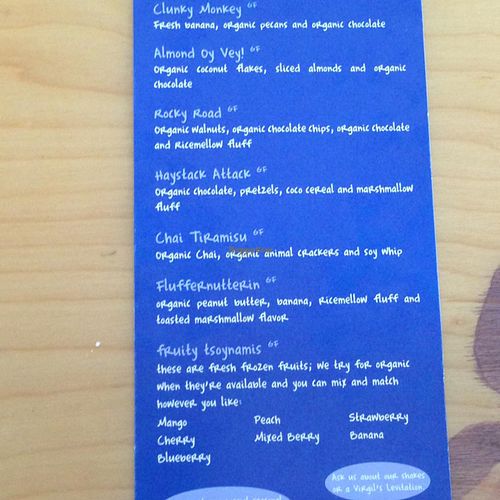 Clunky Monkey GF
Fresh banana, organic pecans and organic chocolate
Almond Oy Vey! GF
Organic coconut flakes, sliced almonds and organic
chocolate
Rocky Road GF
Organic walnuts, organic chocolate chips, organic chocolate
and Ricemellow fluff
Haystack Attack GF
Organic chocolate, pretzels, coco cereal and marshmallow
fluff
Chai Tiramisu GF
Organic Chai, organic animal crackers and soy whip
Fluffernutterin GF
organic peanut butter, banana, ricemellow fluff and
toasted marshmallow flavor
fruity tsoynamis GF
these are fresh frozen fruits; we try for organic
when they're available and you can mix and match
however you like:
Mango Peach Strawberry
Cherry Mixed Berry Banana
Blueberry
Ask us about our shakes
or a Virgil's Levitation.